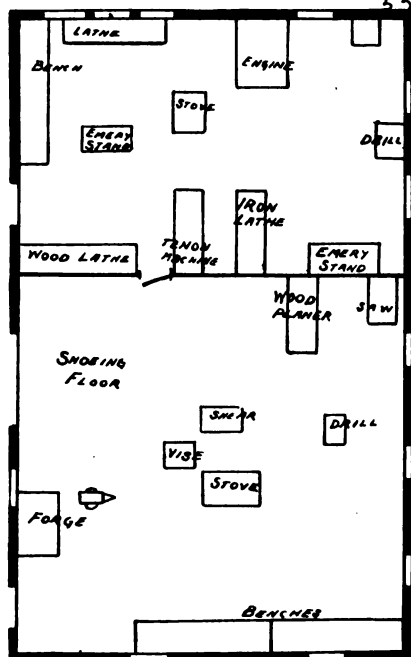 LATHE
BENCH
ENGINE
STOVE
EMERY
STAND
DRILL
IRON
LATHE
WOOD LATHE
TENON
MACHINE
EMERY
STAND
WOOD
PLANER
SAW
SHOEING
FLOOR
SHEAR
DRILL
VISE
STOVE
FORGE
BENCHES